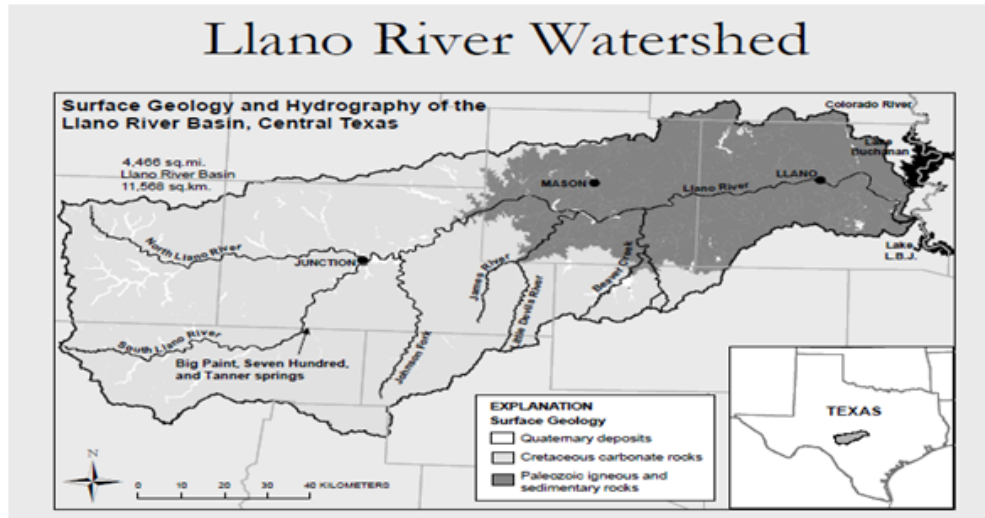 Llano River Watershed
Surface Geology and Hydrography of the
Llano River Basin, Central Texas
4,466 sq.mi.
Llano River Basin
11,568 sq.km.
Colorado River
Lake
Buchanan
MASON
Llano River
LLANO
North Llano River
JUNCTION
James River
Beaver Creek
Lake
L.B.J.
Little Devils River
South Llano River
Big Paint, Seven Hundred,
and Tanner springs
Johnson Fork
EXPLANATION
Surface Geology
Quaternary deposits
Cretaceous carbonate rocks
Paleozoic igneous and
sedimentary rocks
TEXAS
N
0 10 20 30 40 KILOMETERS